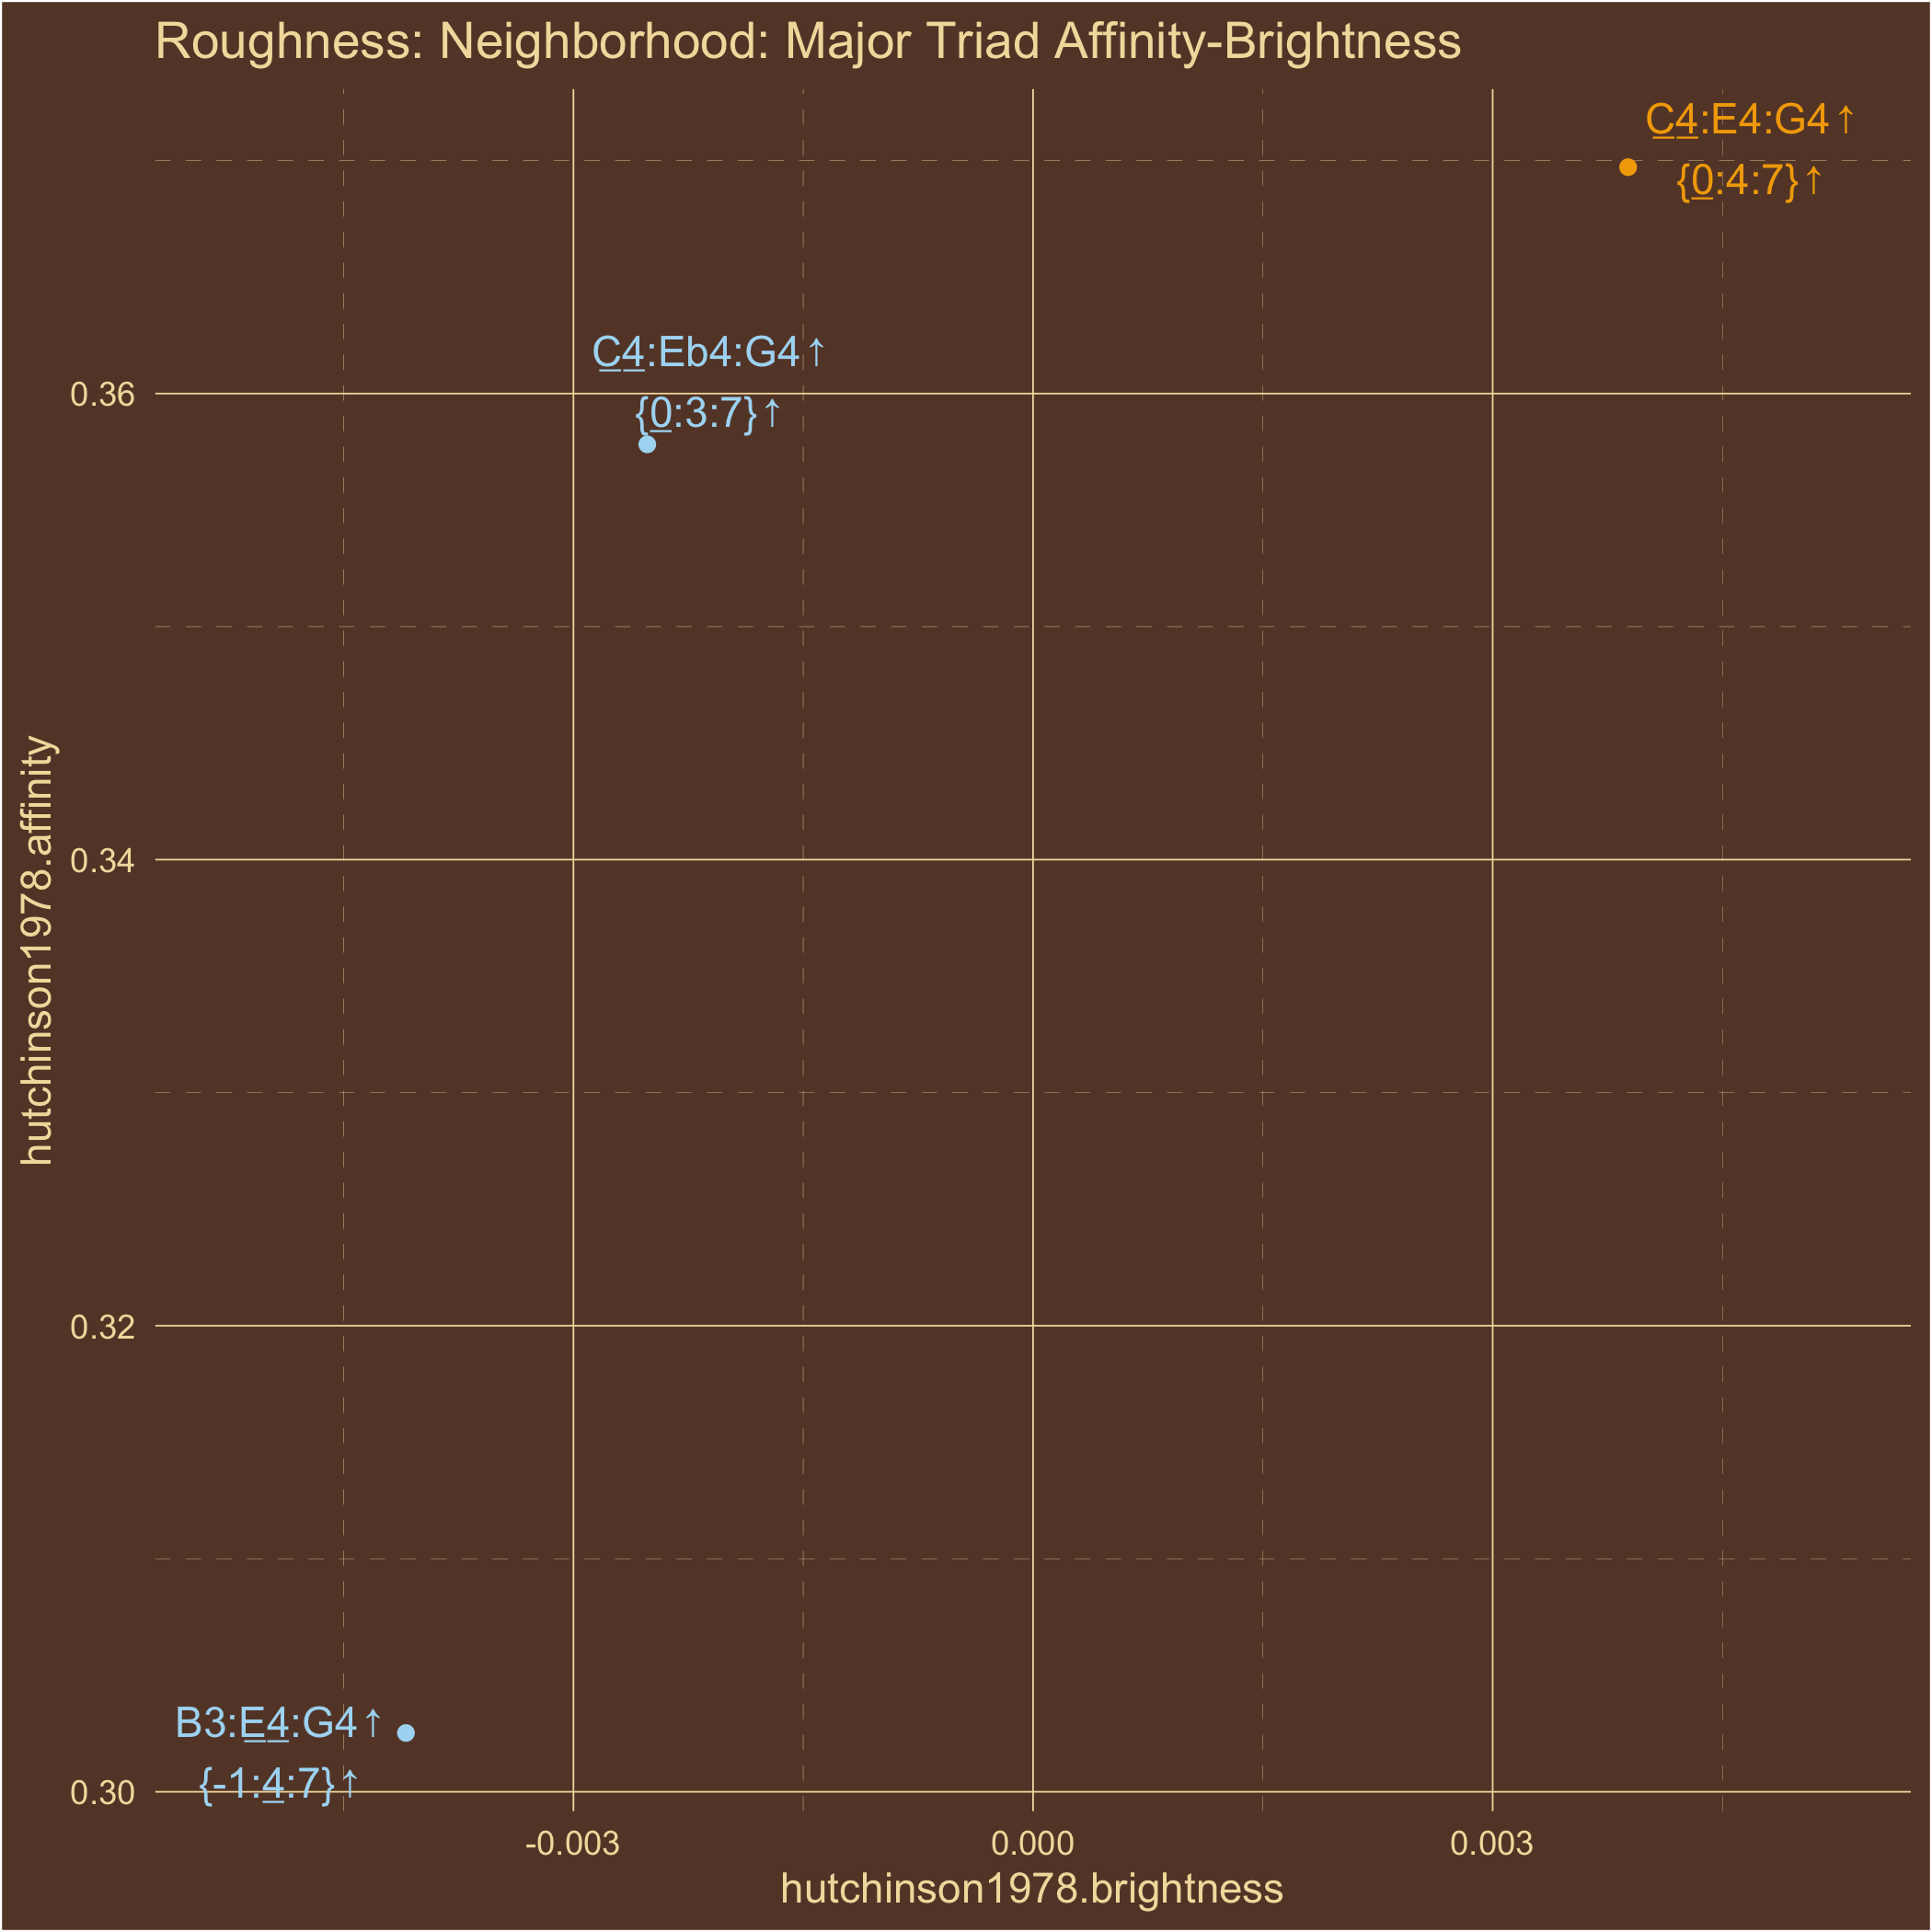 Roughness: Neighborhood: Major Triad Affinity-Brightness
C4:E4:G4↑
{0:4:7}↑
C4:Eb4:G4↑
{0:3:7}↑
0.36
0.34
hutchinson1978.affinity
0.32
B3:E4:G4↑
{-1:4:7}↑
0.30
-0.003
0.000
0.003
hutchinson1978.brightness